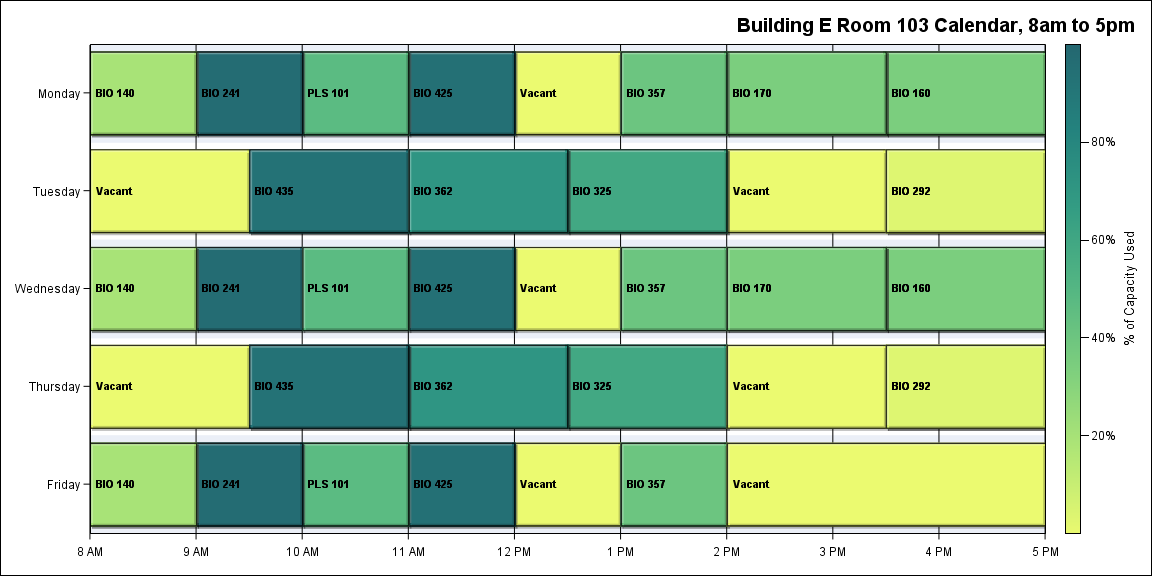 Building E Room 103 Calendar, 8am to 5pm
Monday
BIO 140
BIO 241
PLS 101
BIO 425
Vacant
BIO 357
BIO 170
BIO 160
Tuesday
Vacant
BIO 435
BIO 362
BIO 325
Vacant
BIO 292
Wednesday
BIO 140
BIO 241
PLS 101
BIO 425
Vacant
BIO 357
BIO 170
BIO 160
Thursday
Vacant
BIO 435
BIO 362
BIO 325
Vacant
BIO 292
Friday
BIO 140
BIO 241
PLS 101
BIO 425
Vacant
BIO 357
Vacant
8 AM
9 AM
10 AM
11 AM
12 PM
1 PM
2 PM
3 PM
4 PM
5 PM
80%
60%
40%
20%
% of Capacity Used